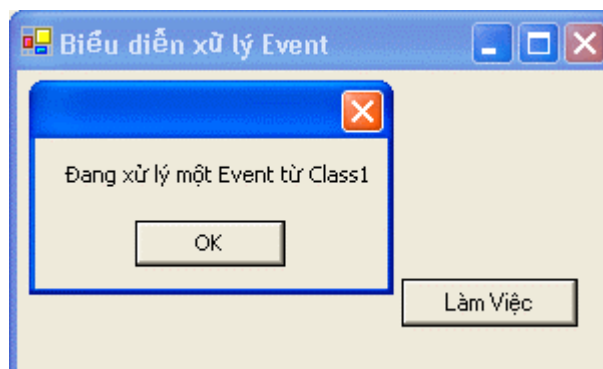 Biểu diễn xử lý Event
Đang xử lý một Event từ Class1
OK
Làm Việc